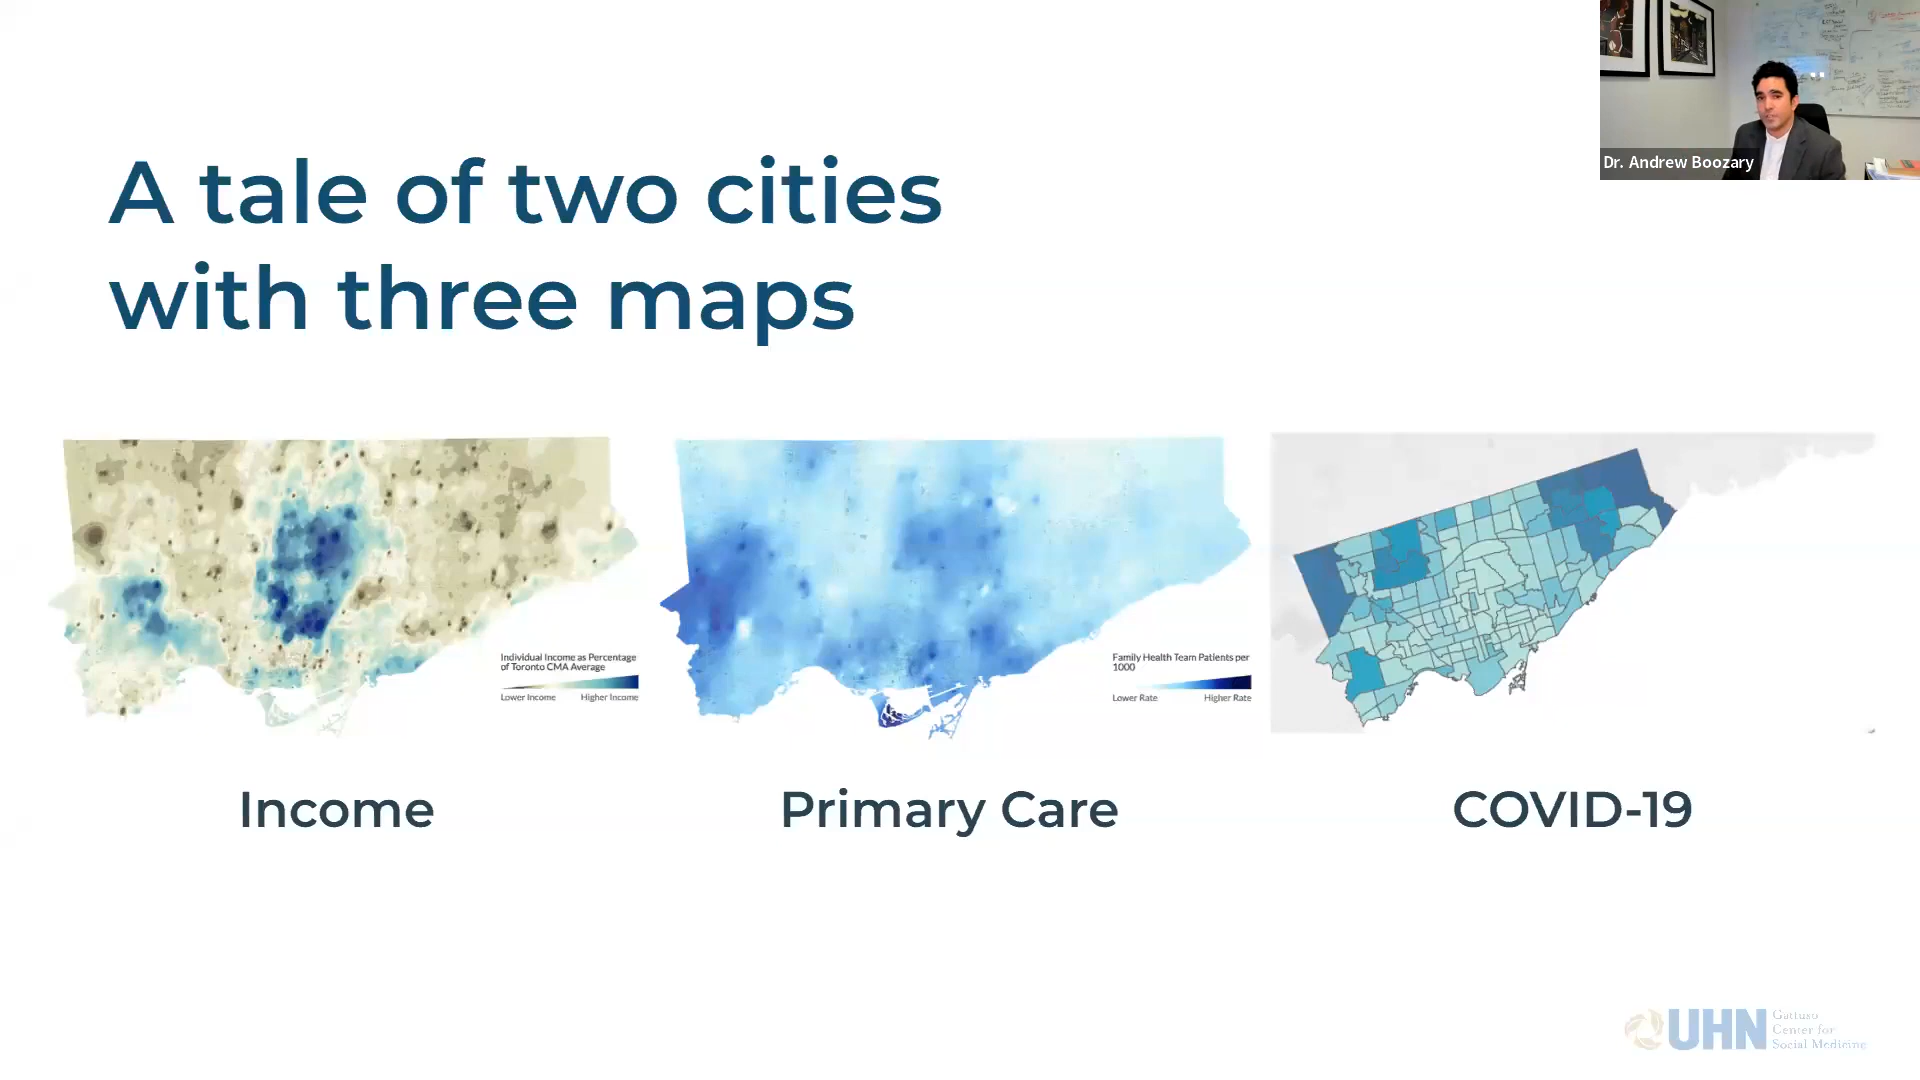 Dr. Andrew Boozary
A tale of two cities
with three maps
Individual Income as Percentage
of Toronto CMA Average
Lower Income Higher Income
Family Health Team Patients per
1000
Lower Rate Higher Rate
Income
Primary Care
COVID-19
UHN
Gattuso
Center for
Social Medicine